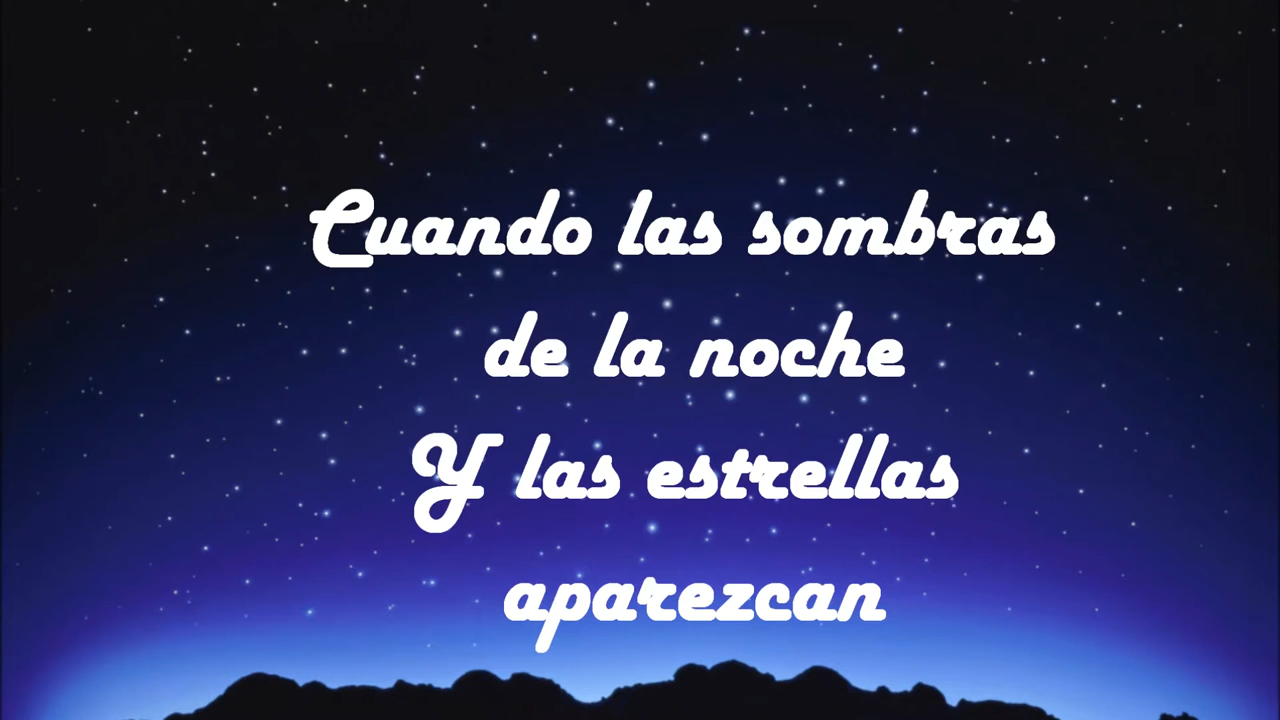 Cuando las sombras
de la noche
Y las estrellas
aparezcan